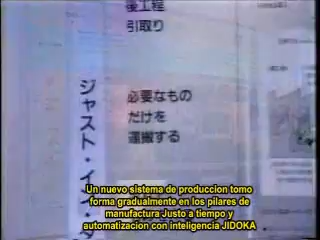 後工程
引取り
ジャスト・イン・タ
必要なもの
だけを
運搬する
Un nuevo sistema de produccion tomo
forma gradualmente en los pilares de
manufactura Justo a tiempo y
automatizacion con inteligencia JIDOKA